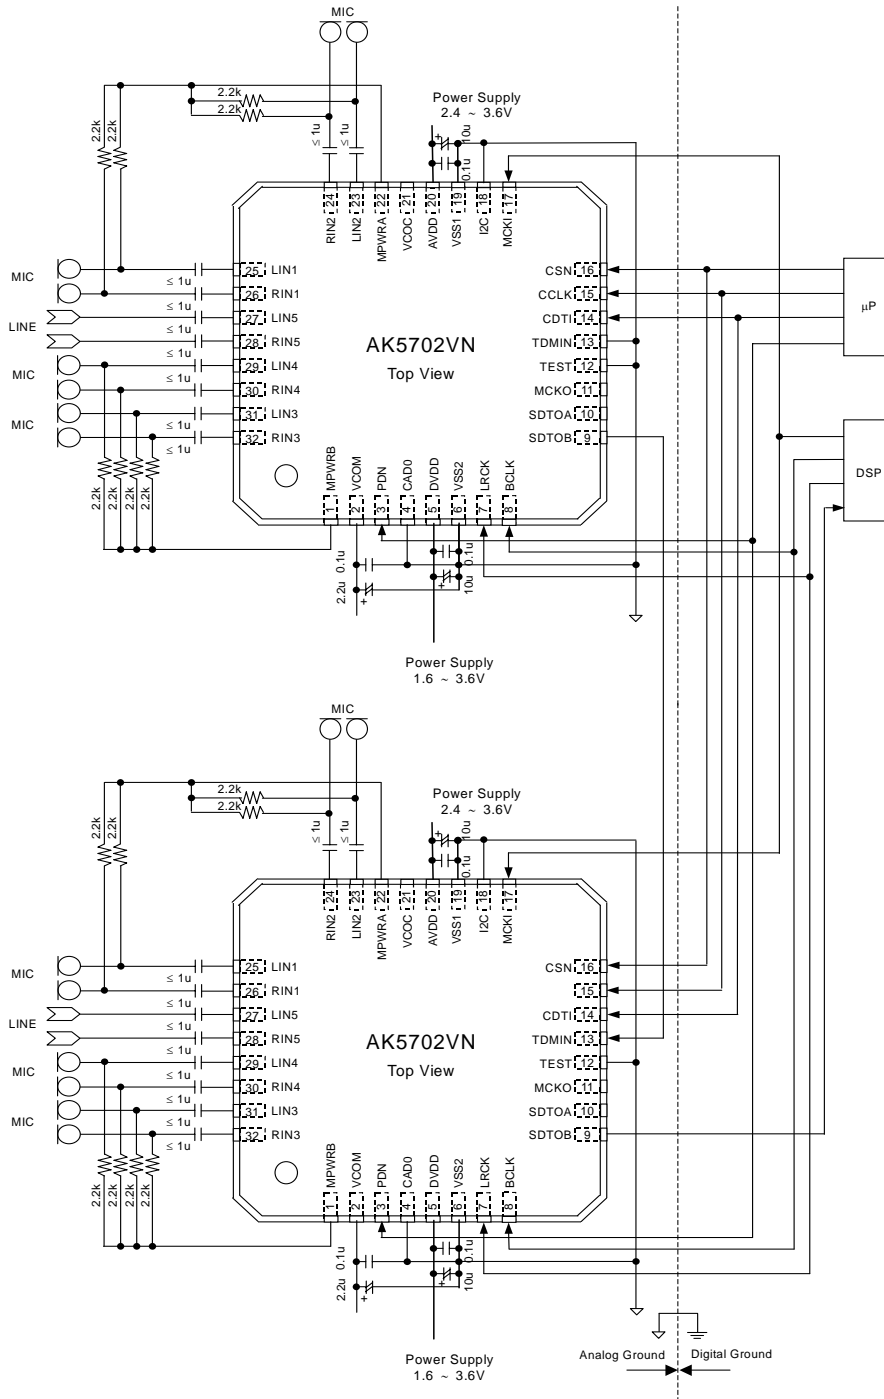 MIC
2.2k
2.2k
2.2k
2.2k
≤ 1u
≤ 1u
Power Supply
2.4 ~ 3.6V
+
10u
0.1u
24 23 22 21 20 19 18 17
RIN2 LIN2 MPWRA VCOC AVDD VSS1 I2C MCKI
MIC
25 LIN1
≤ 1u
26 RIN1
≤ 1u
LINE
27 LIN5
≤ 1u
28 RIN5
≤ 1u
MIC
29 LIN4
≤ 1u
30 RIN4
≤ 1u
MIC
31 LIN3
≤ 1u
32 RIN3
≤ 1u
AK5702VN
Top View
CSN 16
CCLK 15
CDTI 14
TDMIN 13
TEST 12
MCKO 11
SDTOA 10
SDTOB 9
µP
DSP
2.2k
2.2k
2.2k
2.2k
MPWRB VCOM PDN CAD0 DVDD VSS2 LRCK BCLK
1 2 3 4 5 6 7 8
0.1u
2.2u
+
0.1u
10u
+
Power Supply
1.6 ~ 3.6V
MIC
2.2k
2.2k
2.2k
2.2k
≤ 1u
≤ 1u
Power Supply
2.4 ~ 3.6V
+
10u
0.1u
24 23 22 21 20 19 18 17
RIN2 LIN2 MPWRA VCOC AVDD VSS1 I2C MCKI
MIC
25 LIN1
≤ 1u
26 RIN1
≤ 1u
LINE
27 LIN5
≤ 1u
28 RIN5
≤ 1u
MIC
29 LIN4
≤ 1u
30 RIN4
≤ 1u
MIC
31 LIN3
≤ 1u
32 RIN3
≤ 1u
AK5702VN
Top View
CSN 16
15
CDTI 14
TDMIN 13
TEST 12
MCKO 11
SDTOA 10
SDTOB 9
2.2k
2.2k
2.2k
2.2k
MPWRB VCOM PDN CAD0 DVDD VSS2 LRCK BCLK
1 2 3 4 5 6 7 8
0.1u
2.2u
+
0.1u
10u
+
Power Supply
1.6 ~ 3.6V
Analog Ground
Digital Ground